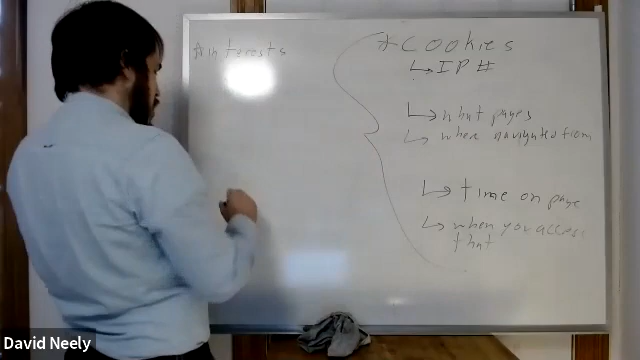 *interests
*Cookies
↳IP#
↳what pages
↳where navigated from
↳time on page
↳when you access
that
David Neely